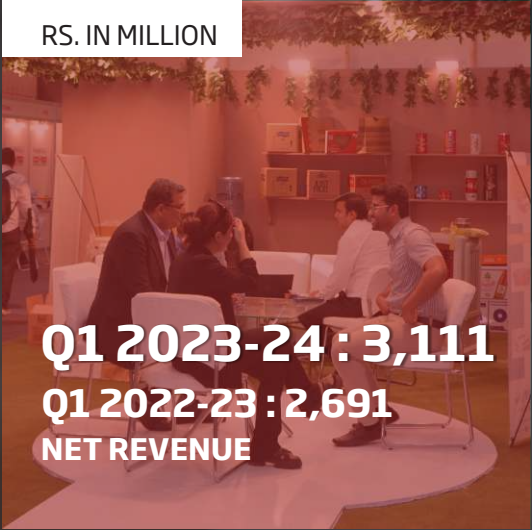 RS. IN MILLION
Q1 2023-24 : 3,111
Q1 2022-23 : 2,691
NET REVENUE